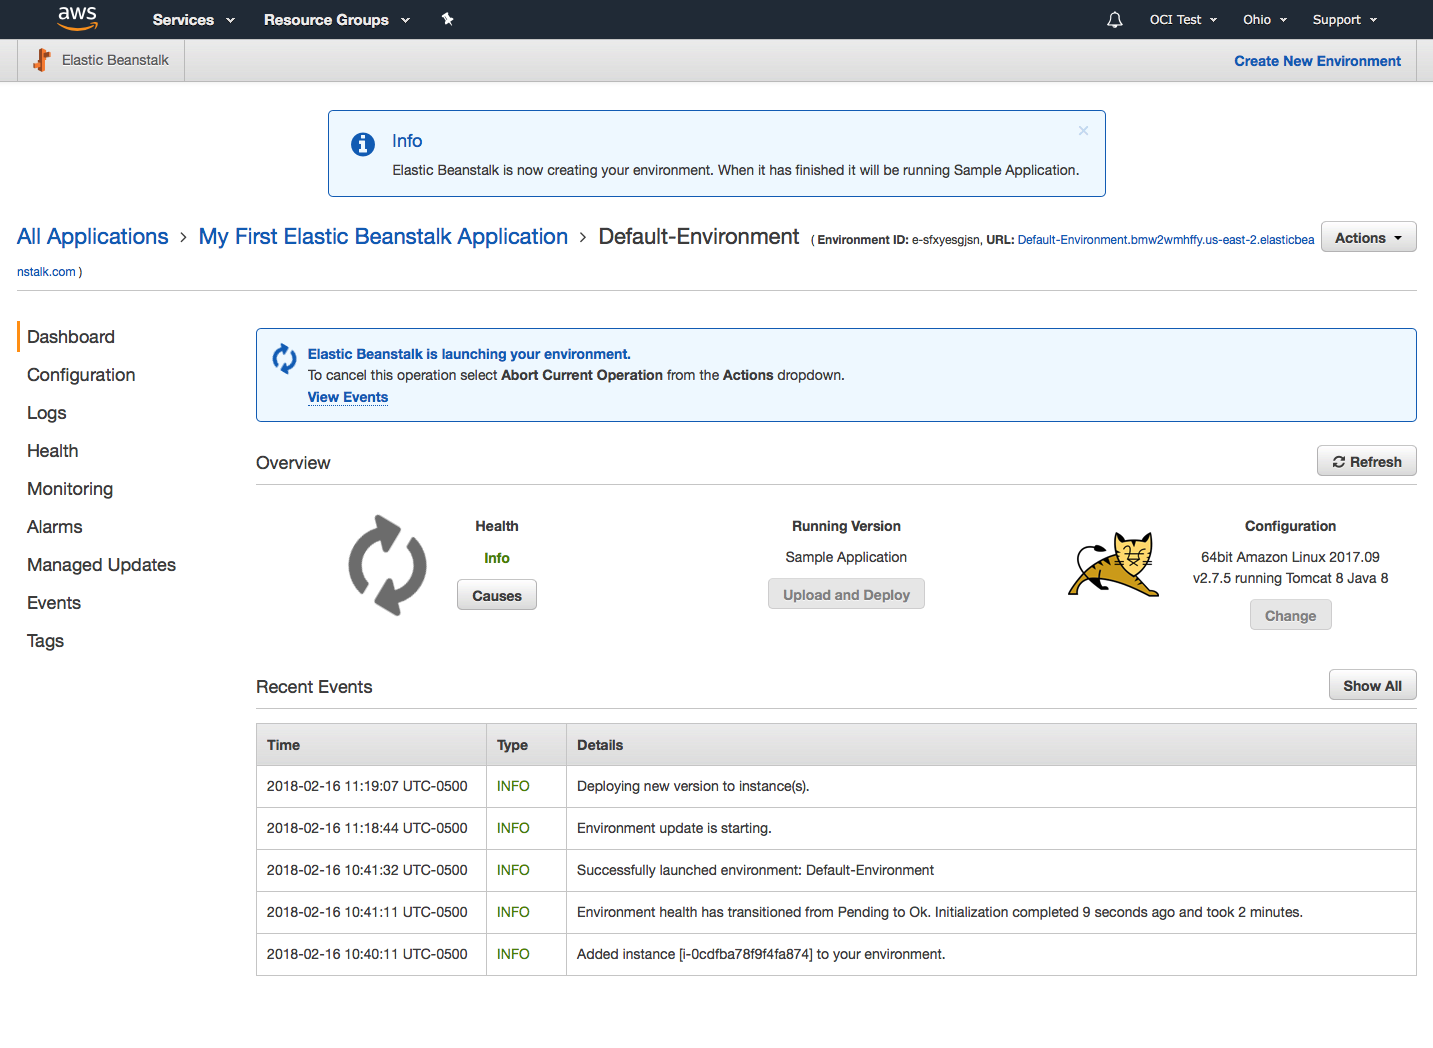 aws Services Resource Groups OCI Test Ohio Support
Elastic Beanstalk Create New Environment
Info
Elastic Beanstalk is now creating your environment. When it has finished it will be running Sample Application.
All Applications > My First Elastic Beanstalk Application > Default-Environment ( Environment ID: e-sfxyesgjsn, URL: Default-Environment.bmw2wmhffy.us-east-2.elasticbea Actions
nstalk.com )
Dashboard
Configuration
Logs
Health
Monitoring
Alarms
Managed Updates
Events
Tags
Elastic Beanstalk is launching your environment.
To cancel this operation select Abort Current Operation from the Actions dropdown.
View Events
Overview Refresh
Health
Info
Causes
Running Version
Sample Application
Upload and Deploy
Configuration
64bit Amazon Linux 2017.09
v2.7.5 running Tomcat 8 Java 8
Change
Recent Events Show All
Time Type Details
2018-02-16 11:19:07 UTC-0500 INFO Deploying new version to instance(s).
2018-02-16 11:18:44 UTC-0500 INFO Environment update is starting.
2018-02-16 10:41:32 UTC-0500 INFO Successfully launched environment: Default-Environment
2018-02-16 10:41:11 UTC-0500 INFO Environment health has transitioned from Pending to Ok. Initialization completed 9 seconds ago and took 2 minutes.
2018-02-16 10:40:11 UTC-0500 INFO Added instance [i-0cdfba78f9f4fa874] to your environment.